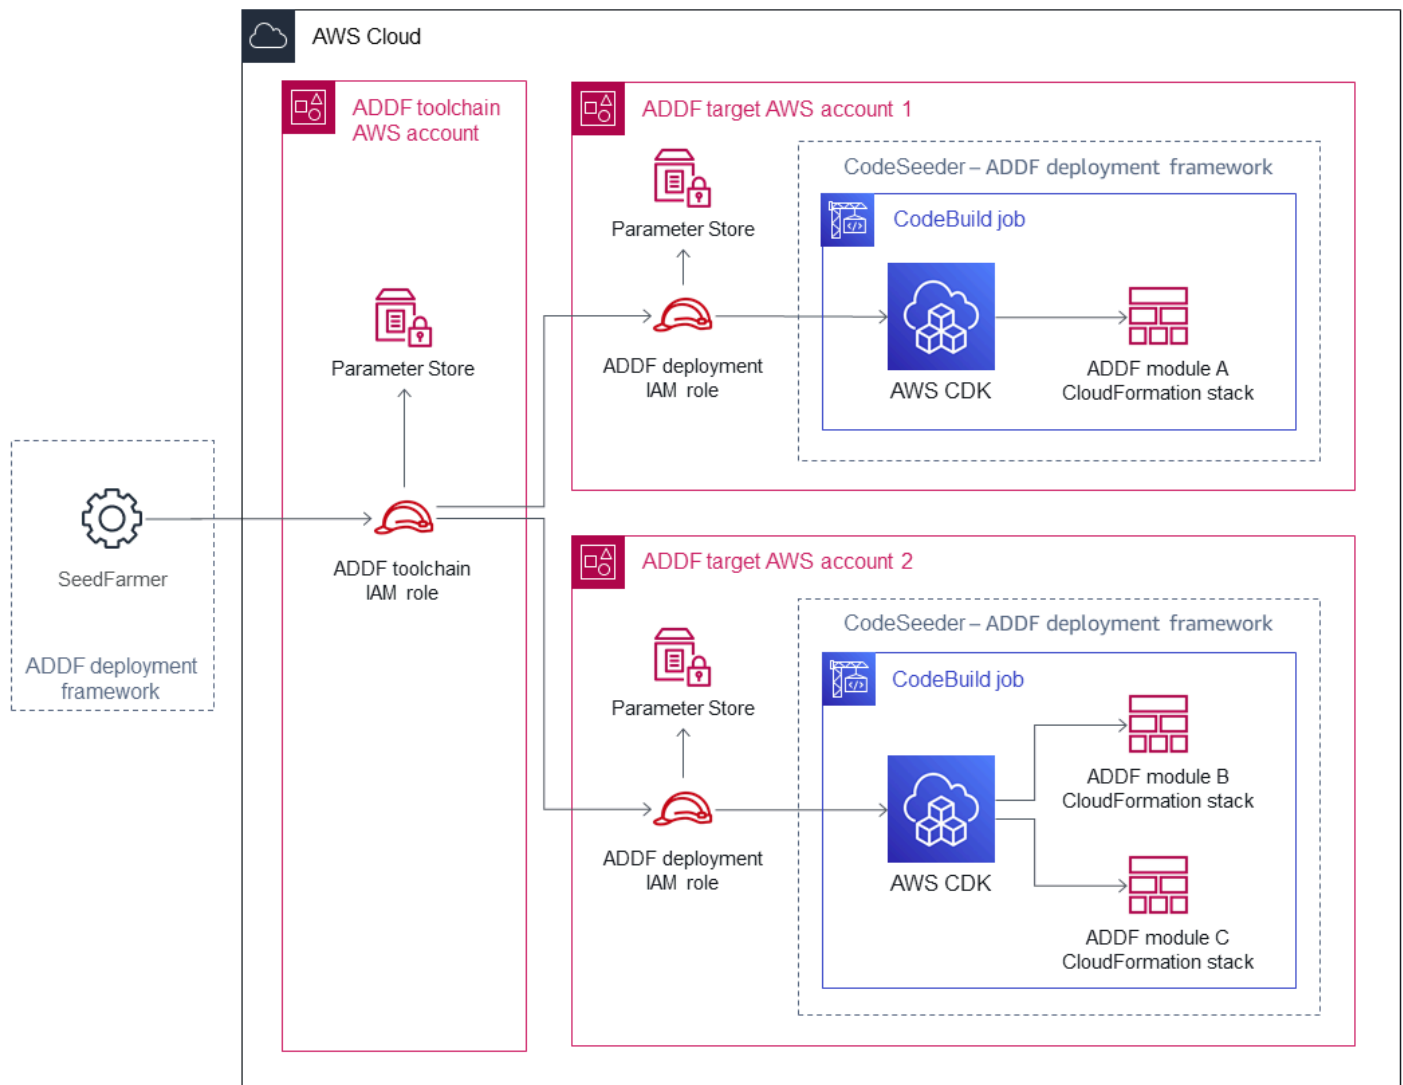 AWS Cloud
ADDF toolchain
AWS account
Parameter Store
ADDF toolchain
IAM role
SeedFarmer
ADDF deployment
framework
ADDF target AWS account 1
Parameter Store
ADDF deployment
IAM role
CodeSeeder – ADDF deployment framework
CodeBuild job
AWS CDK
ADDF module A
CloudFormation stack
ADDF target AWS account 2
Parameter Store
ADDF deployment
IAM role
CodeSeeder – ADDF deployment framework
CodeBuild job
AWS CDK
ADDF module B
CloudFormation stack
ADDF module C
CloudFormation stack